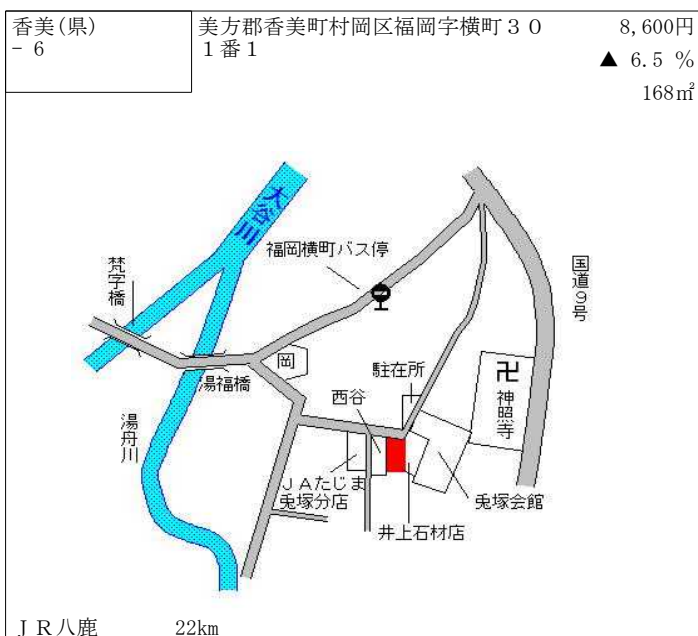 香美(県)
- 6
美方郡香美町村岡区福岡字横町３０
１番１
8,600円
▲ 6.5 %
168㎡
大谷川
福岡横町バス停
梵字橋
国道９号
岡
湯福橋
駐在所
西谷
卍
神照寺
湯舟川
ＪＡたじま
兎塚分店
兎塚会館
井上石材店
ＪＲ八鹿 22km